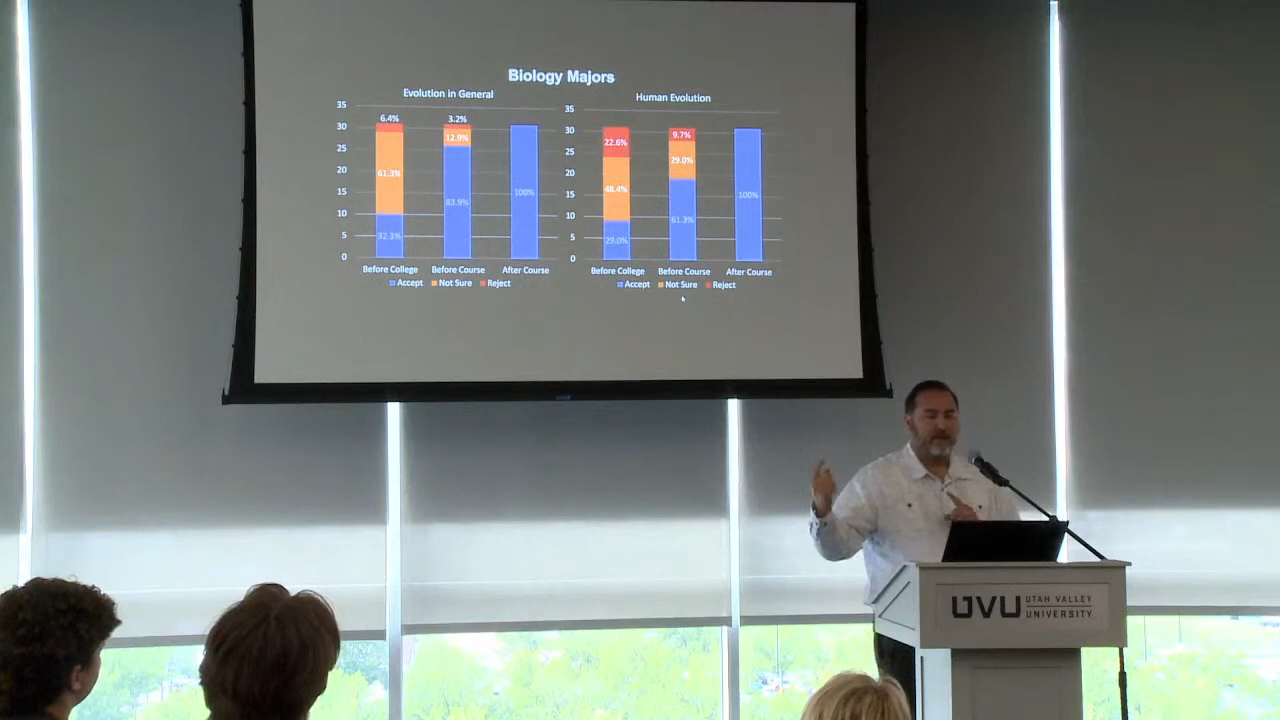 Biology Majors
Evolution in General
35
30
25
20
15
10
5
0
6.4%
61.3%
32.3%
3.2%
12.9%
83.9%
100%
Before College
Before Course
After Course
Accept
Not Sure
Reject
Human Evolution
35
30
25
20
15
10
5
0
22.6%
48.4%
29.0%
9.7%
29.0%
61.3%
100%
Before College
Before Course
After Course
Accept
Not Sure
Reject
UVU
UTAH VALLEY
UNIVERSITY